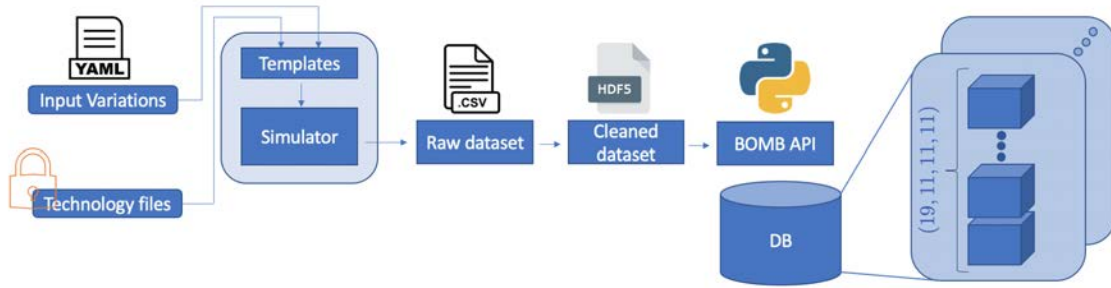 YAML
Input Variations
Technology files
Templates
Simulator
.CSV
Raw dataset
HDF5
Cleaned
dataset
BOMB API
DB
(19, 11, 11, 11, 11)